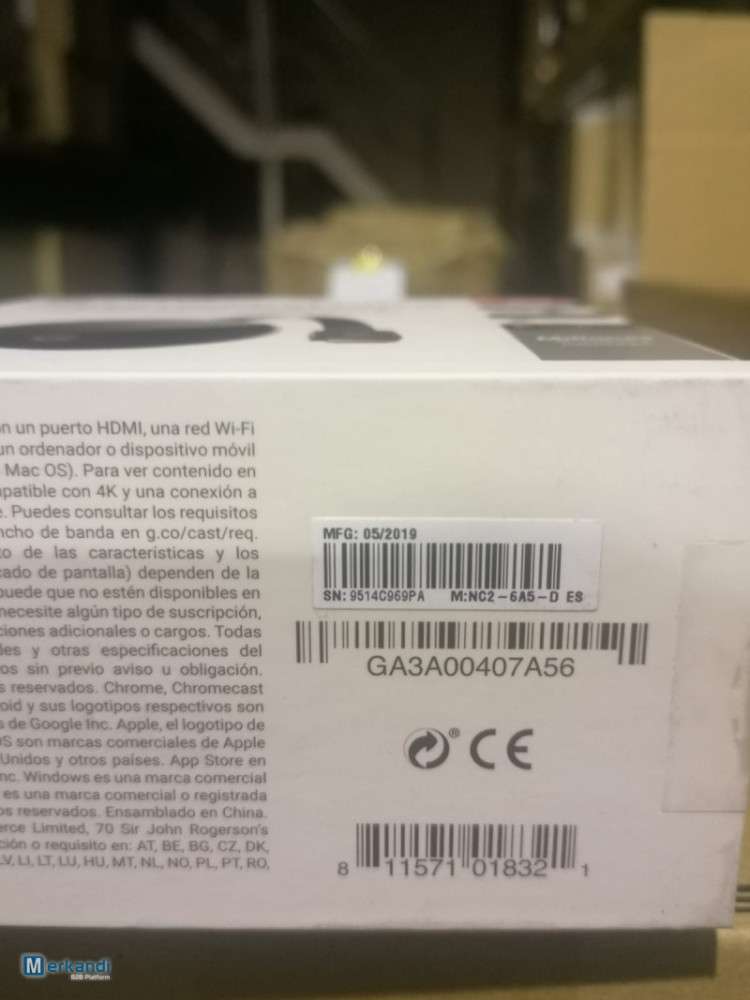 n un puerto HDMI, una red Wi-Fi
un ordenador o dispositivo móvil
Mac OS). Para ver contenido en
patible con 4K y una conexión a
e. Puedes consultar los requisitos
ncho de banda en g.co/cast/req.
to de las características y los
cado de pantalla) dependen de la
puede que no estén disponibles en
necesite algún tipo de suscripción,
ciones adicionales o cargos. Todas
les y otras especificaciones del
os sin previo aviso u obligación.
s reservados. Chrome, Chromecast
oid y sus logotipos respectivos son
s de Google Inc. Apple, el logotipo de
OS son marcas comerciales de Apple
Unidos y otros países. App Store en
nc. Windows es una marca comercial
es una marca comercial o registrada
os reservados. Ensamblado en China.
erce Limited, 70 Sir John Rogerson's
ción o requisito en: AT, BE, BG, CZ, DK,
LV, LI, LT, LU, HU, MT, NL, NO, PL, PT, RO,
MFG: 05/2019
SN: 9514C969PA M:NC2-6A5-D ES
GA3A00407A56
® CE
8 11571 01832 1
Merkandi
B2B Platform